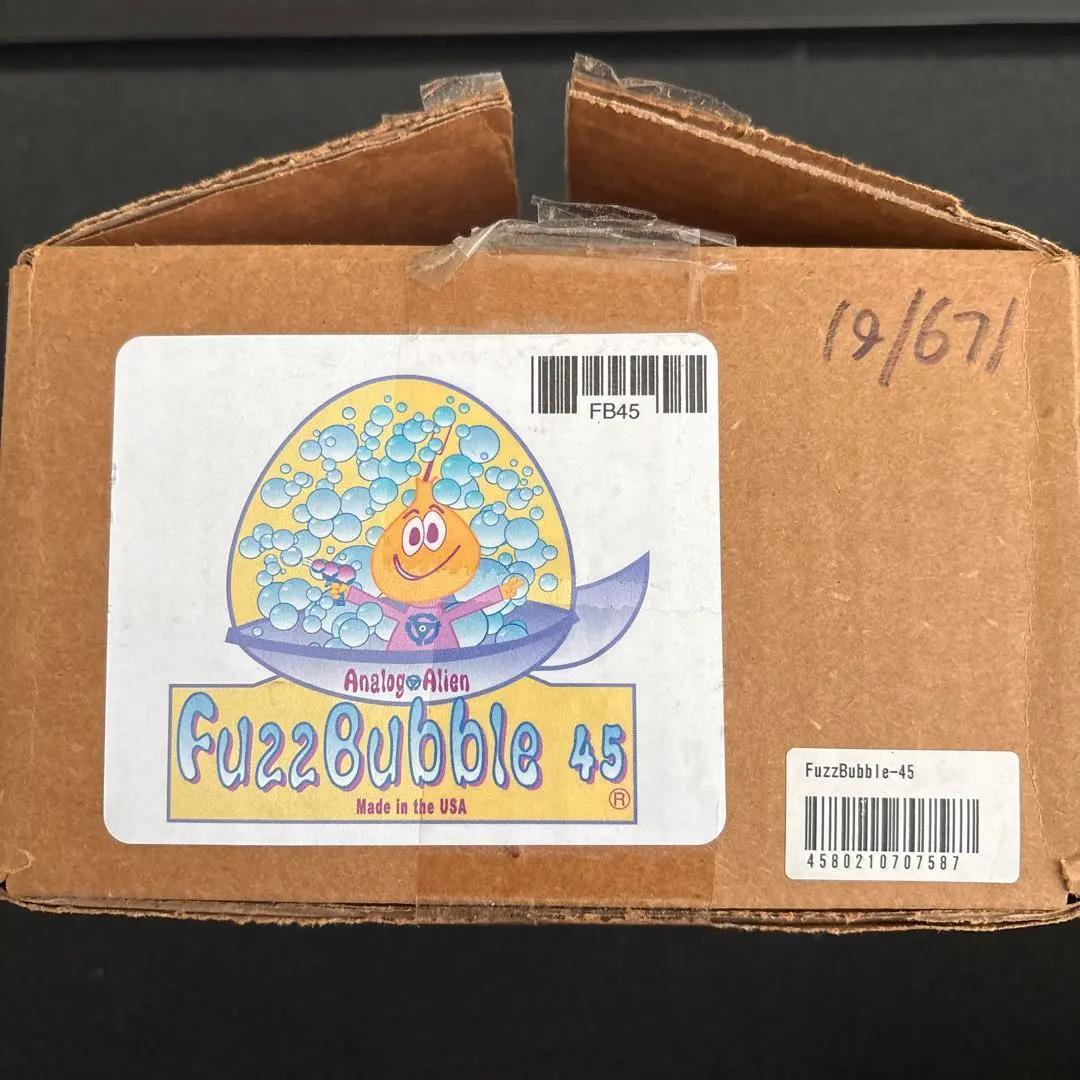 19/671
FB45
Analog Alien
FuzzBubble 45
Made in the USA
®
FuzzBubble-45
4580210707587